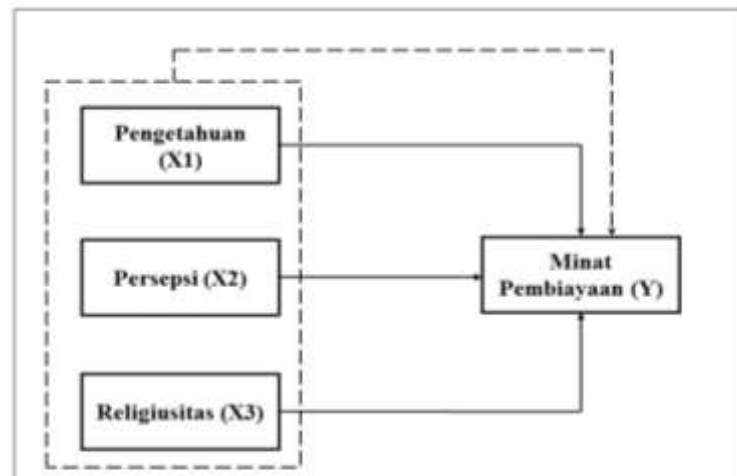 Pengetahuan
(X1)
Persepsi (X2)
Minat
Pembiayaan (Y)
Religiusitas (X3)